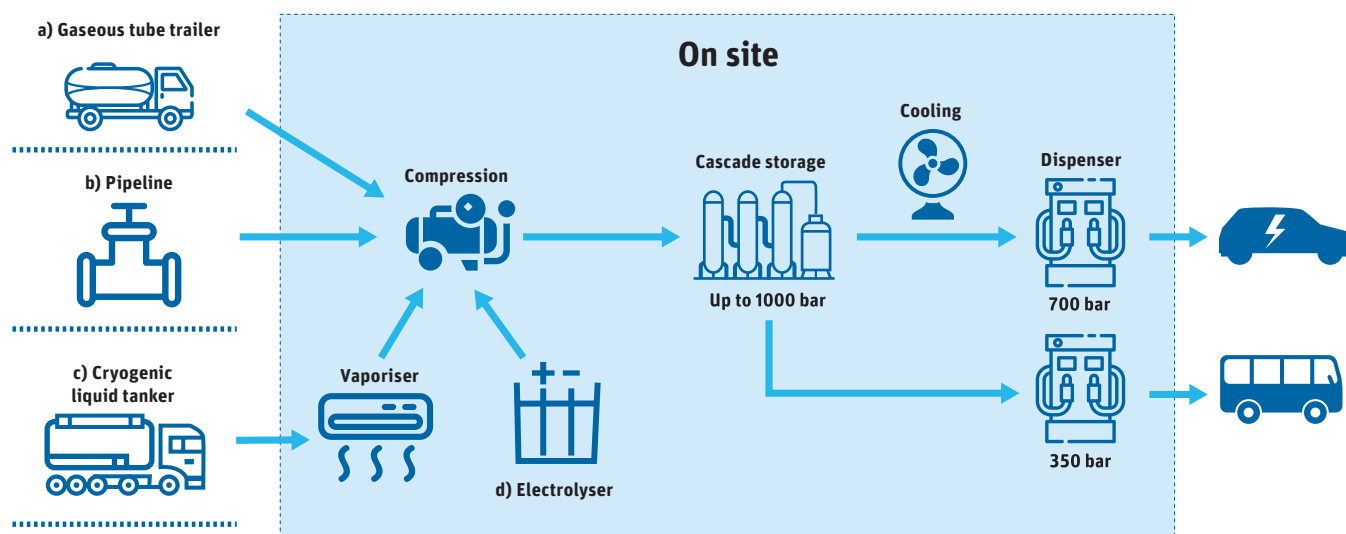 a) Gaseous tube trailer
On site
Cooling
b) Pipeline
Compression
Cascade storage
Dispenser
Up to 1000 bar
700 bar
c) Cryogenic
liquid tanker
Vaporiser
+ -
d) Electrolyser
350 bar